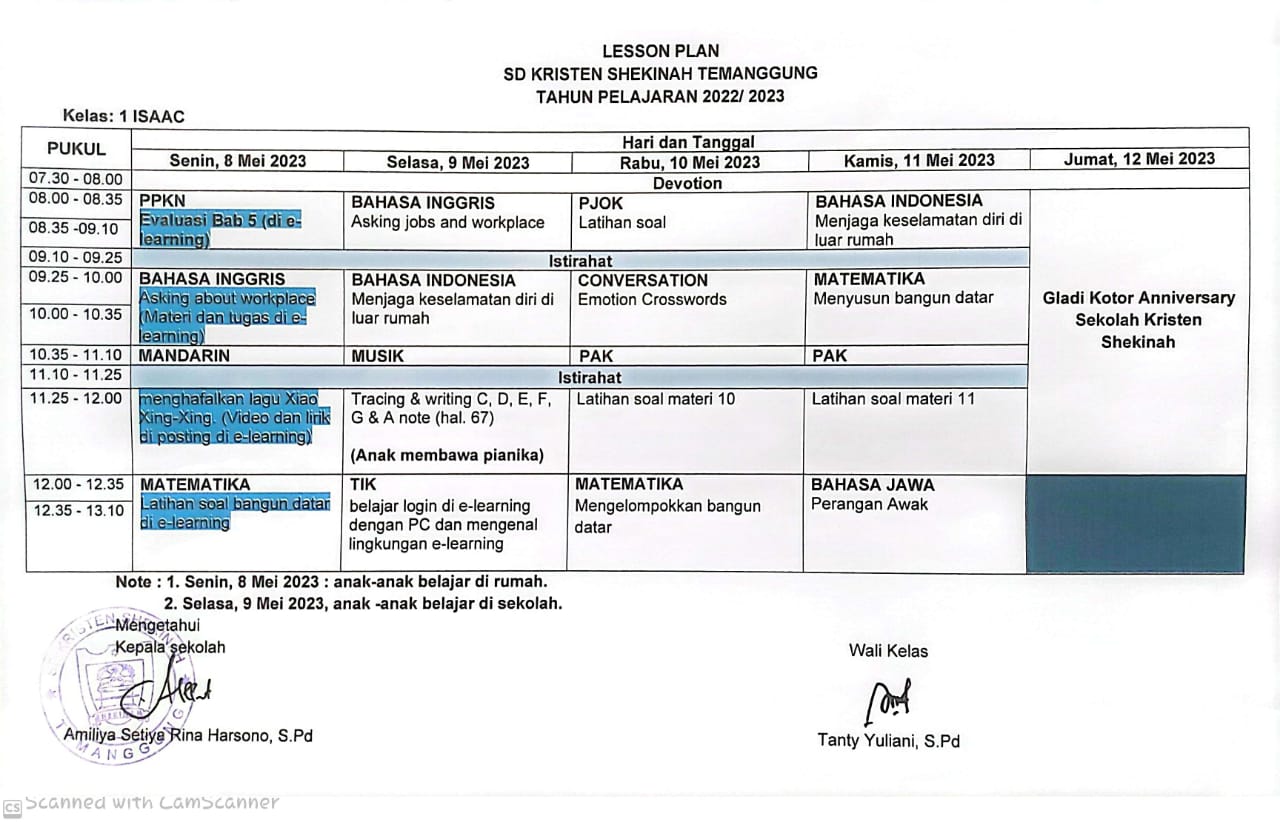 LESSON PLAN
SD KRISTEN SHEKINAH TEMANGGUNG
TAHUN PELAJARAN 2022/ 2023
Kelas: 1 ISAAC
PUKUL
Hari dan Tanggal
Senin, 8 Mei 2023
Selasa, 9 Mei 2023
Rabu, 10 Mei 2023
Kamis, 11 Mei 2023
Jumat, 12 Mei 2023
07.30 - 08.00
Devotion
08.00 - 08.35
08.35 -09.10
PPKN
Evaluasi Bab 5 (di e-
learning)
BAHASA INGGRIS
Asking jobs and workplace
PJOK
Latihan soal
BAHASA INDONESIA
Menjaga keselamatan diri di
luar rumah
Gladi Kotor Anniversary
Sekolah Kristen
Shekinah
09.10 - 09.25
Istirahat
09.25 - 10.00
10.00 - 10.35
BAHASA INGGRIS
Asking about workplace
(Materi dan tugas di e-
learning)
BAHASA INDONESIA
Menjaga keselamatan diri di
luar rumah
CONVERSATION
Emotion Crosswords
MATEMATIKA
Menyusun bangun datar
10.35 - 11.10
MANDARIN
MUSIK
PAK
PAK
11.10 - 11.25
Istirahat
11.25 - 12.00
menghafalkan lagu Xiao
Xing-Xing. (Video dan lirik
di posting di e-learning)
Tracing & writing C, D, E, F,
G & A note (hal. 67)
(Anak membawa pianika)
Latihan soal materi 10
Latihan soal materi 11
12.00 - 12.35
12.35 - 13.10
MATEMATIKA
Latihan soal bangun datar
di e-learning
TIK
belajar login di e-learning
dengan PC dan mengenal
lingkungan e-learning
MATEMATIKA
Mengelompokkan bangun
datar
BAHASA JAWA
Perangan Awak
Note : 1. Senin, 8 Mei 2023 : anak-anak belajar di rumah.
2. Selasa, 9 Mei 2023, anak -anak belajar di sekolah.
Mengetahui
Kepala sekolah
Wali Kelas
SD KRISTEN SHEKINAH
TEMANGGUNG
Amiliya Setiya Rina Harsono, S.Pd
Tanty Yuliani, S.Pd
CS Scanned with CamScanner